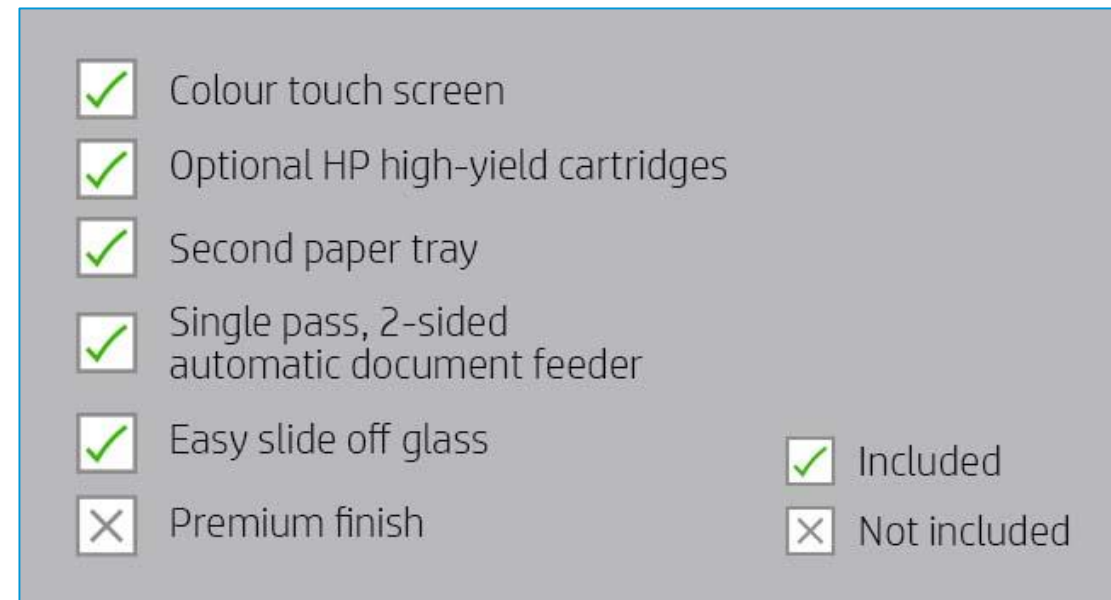 Colour touch screen
Optional HP high-yield cartridges
Second paper tray
Single pass, 2-sided
automatic document feeder
Easy slide off glass
Premium finish
Included
Not included